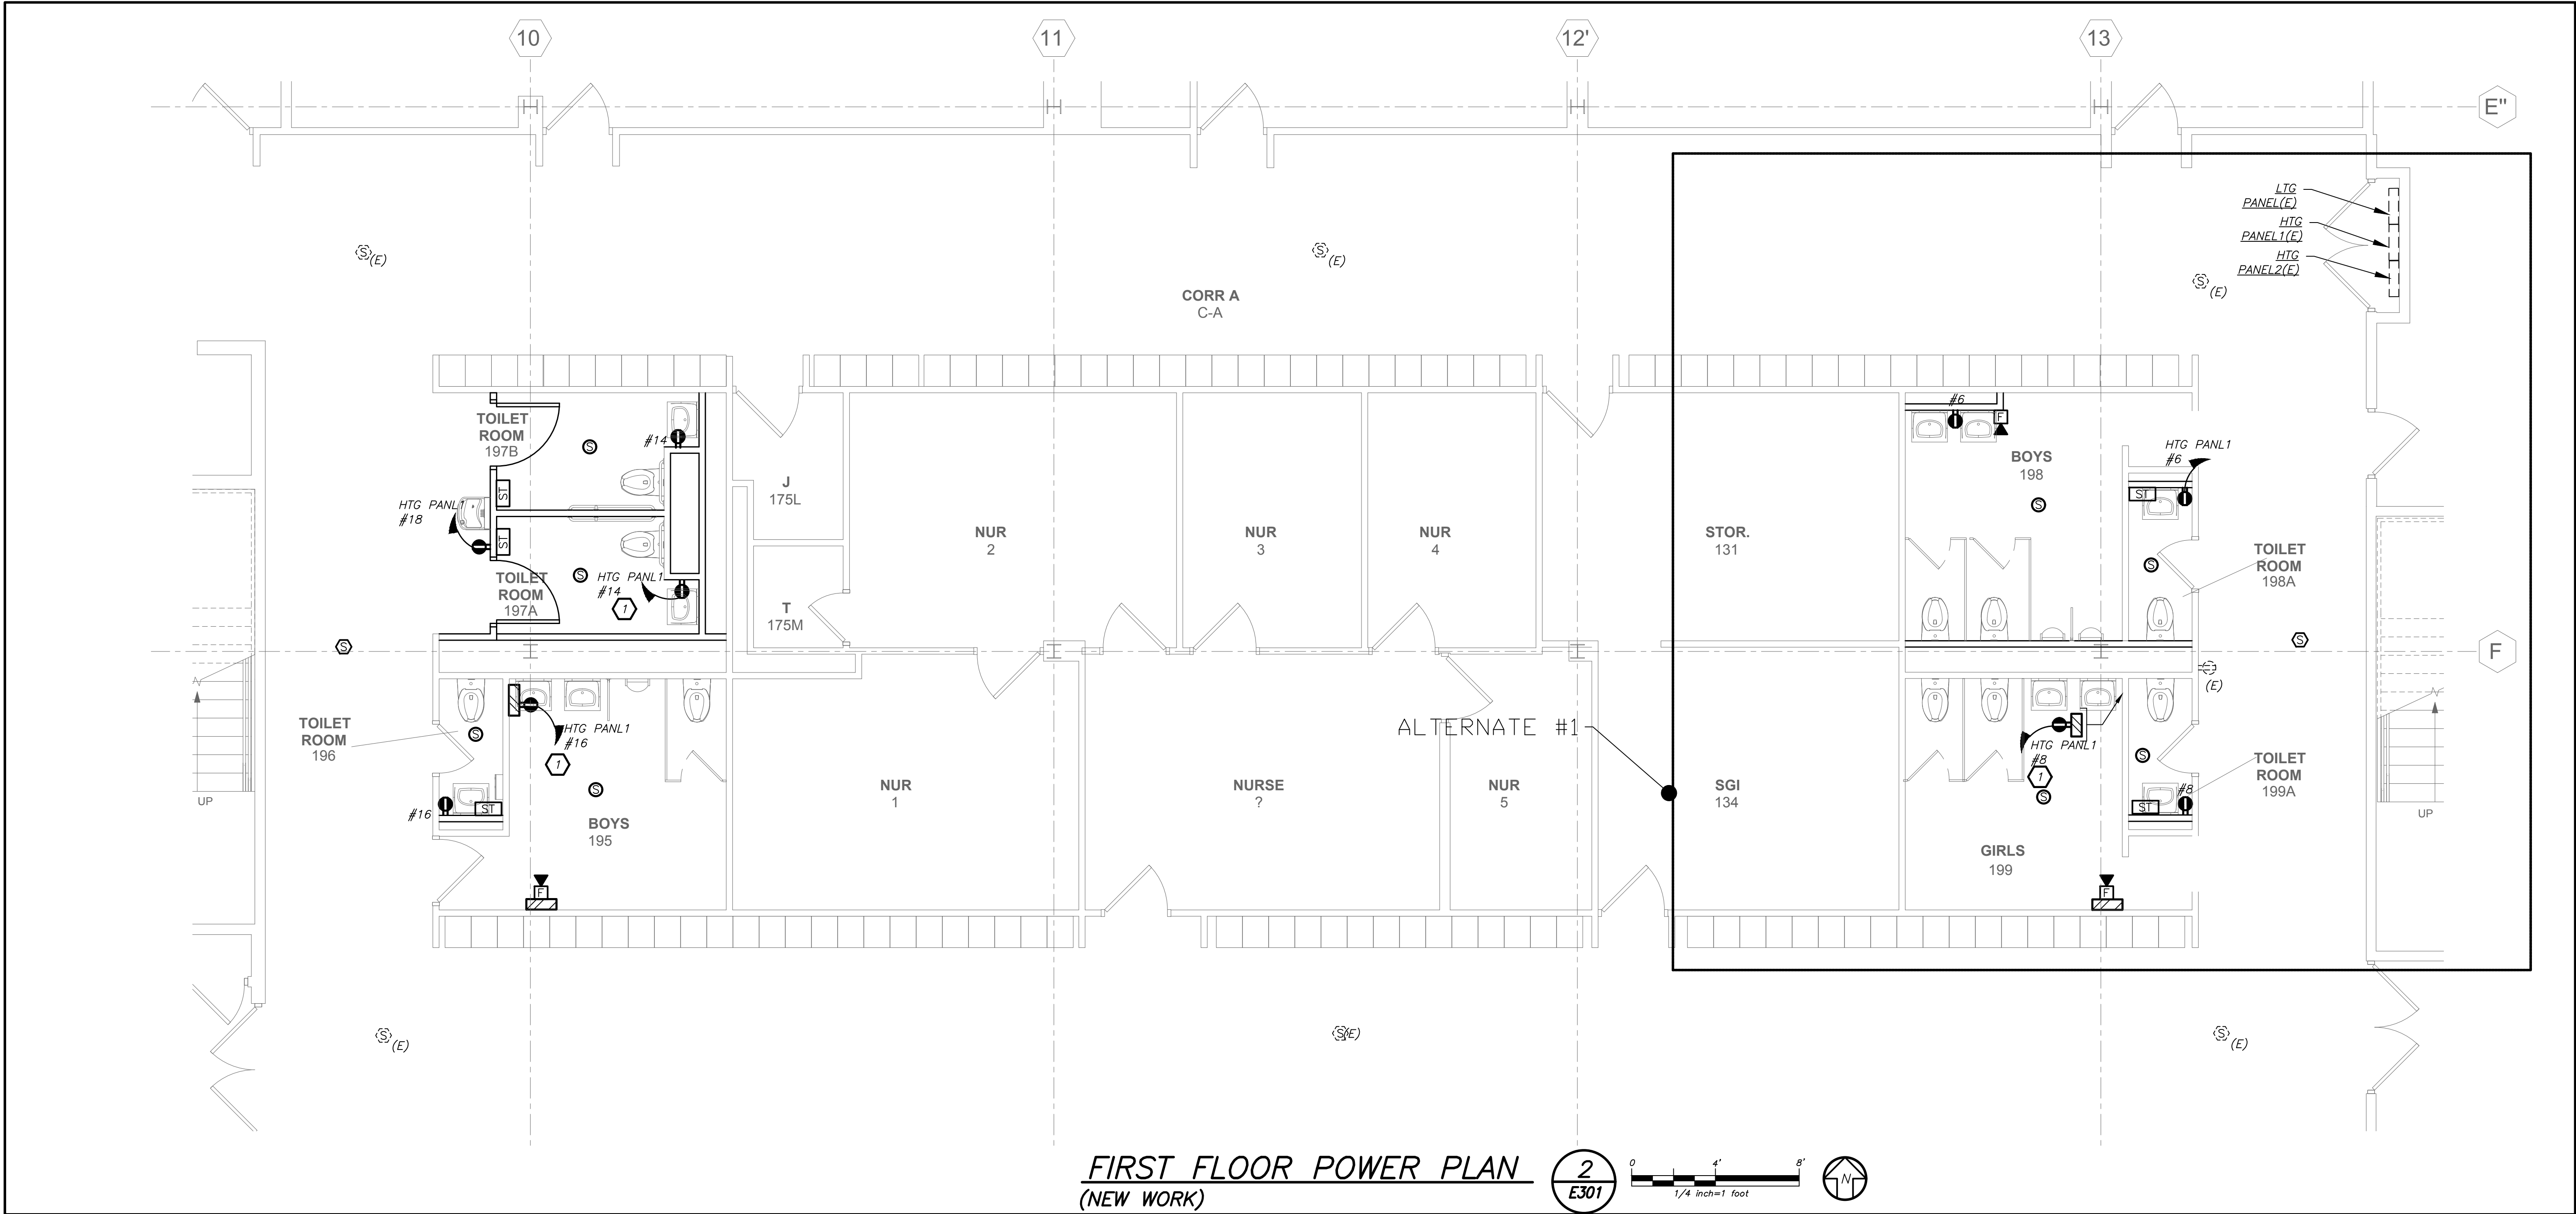 10
11
12'
13
E"
LTG
PANEL(E)
HTG
PANEL1(E)
HTG
PANEL2(E)
S
(E)
S
(E)
S
(E)
CORR A
C-A
TOILET
ROOM
197B
S
#14
ST
HTG PANL
#18
ST
TOILET
ROOM
197A
S
HTG PANL1
#14
1
J
175L
T
175M
NUR
2
NUR
3
NUR
4
STOR.
131
#6
F
BOYS
198
S
HTG PANL1
#6
ST
S
TOILET
ROOM
198A
S
S
F
(E)
UP
TOILET
ROOM
196
S
#16
ST
HTG PANL1
#16
1
S
BOYS
195
F
NUR
1
NURSE
?
NUR
5
ALTERNATE #1
SGI
134
HTG PANL1
#8
1
S
GIRLS
199
F
S
#8
ST
TOILET
ROOM
199A
UP
S
(E)
S
(E)
S
(E)
FIRST FLOOR POWER PLAN
(NEW WORK)
2
E301
0 4' 8'
1/4 inch=1 foot
N